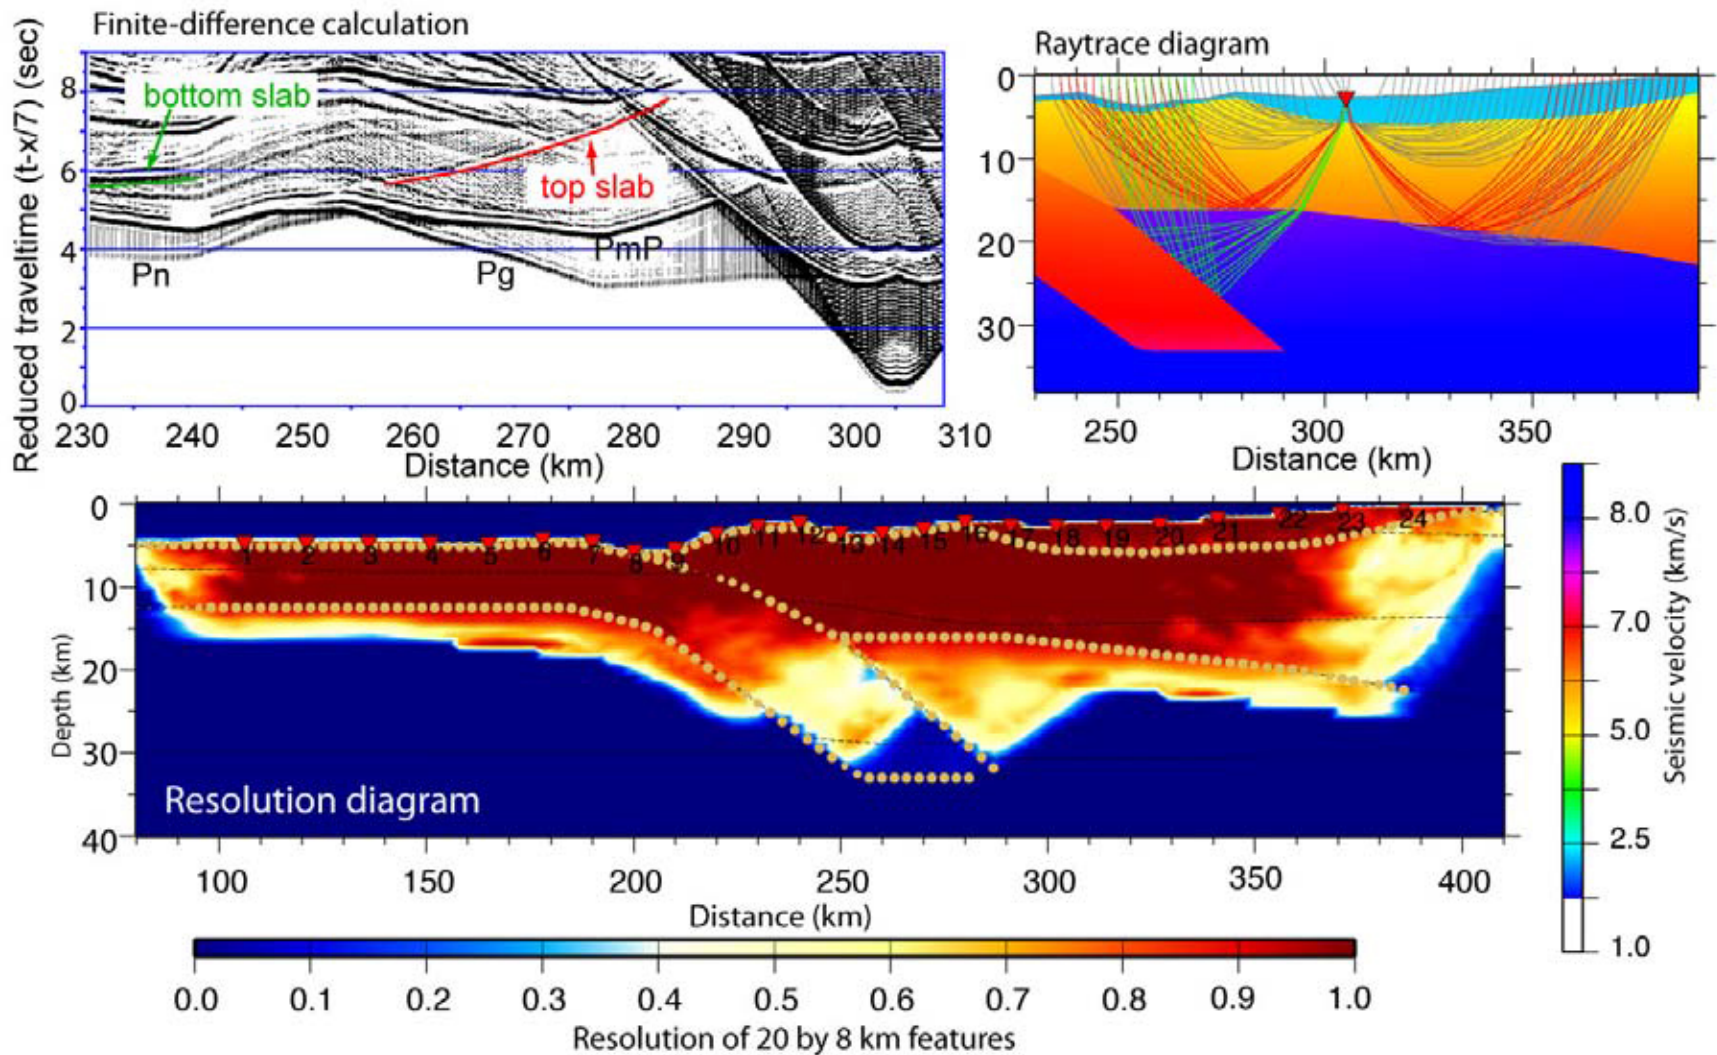 Finite-difference calculation
Reduced traveltime (t-x/7) (sec)
8
6
4
2
0
bottom slab
top slab
PmP
Pn
Pg
230 240 250 260 270 280 290 300 310
Distance (km)
Raytrace diagram
0
10
20
30
250 300 350
Distance (km)
Depth (km)
0
10
20
30
40
1 2 3 4 5 6 7 8 9 10 11 12 13 14 15 16 17 18 19 20 21 22 23 24
Resolution diagram
100 150 200 250 300 350 400
Distance (km)
Seismic velocity (km/s)
8.0
7.0
5.0
2.5
1.0
0.0 0.1 0.2 0.3 0.4 0.5 0.6 0.7 0.8 0.9 1.0
Resolution of 20 by 8 km features